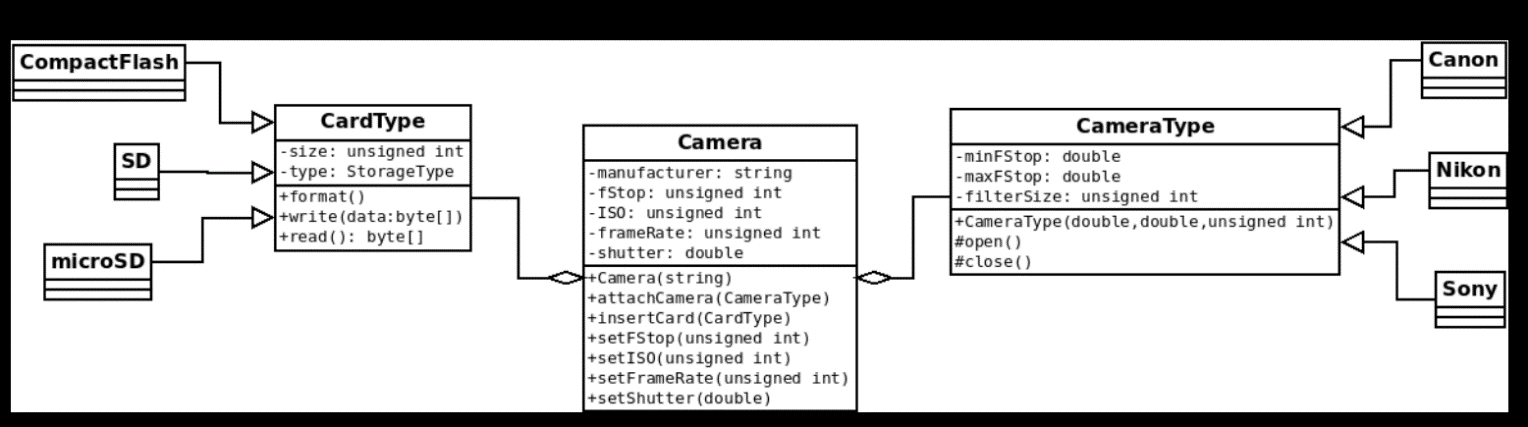 CompactFlash
SD
microSD
CardType
-size: unsigned int
-type: StorageType
+format()
+write(data:byte[])
+read(): byte[]
Camera
-manufacturer: string
-fStop: unsigned int
-ISO: unsigned int
-frameRate: unsigned int
-shutter: double
+Camera(string)
+attachCamera(CameraType)
+insertCard(CardType)
+setFStop(unsigned int)
+setISO(unsigned int)
+setFrameRate(unsigned int)
+setShutter(double)
CameraType
-minFStop: double
-maxFStop: double
-filterSize: unsigned int
+CameraType(double,double,unsigned int)
#open()
#close()
Canon
Nikon
Sony